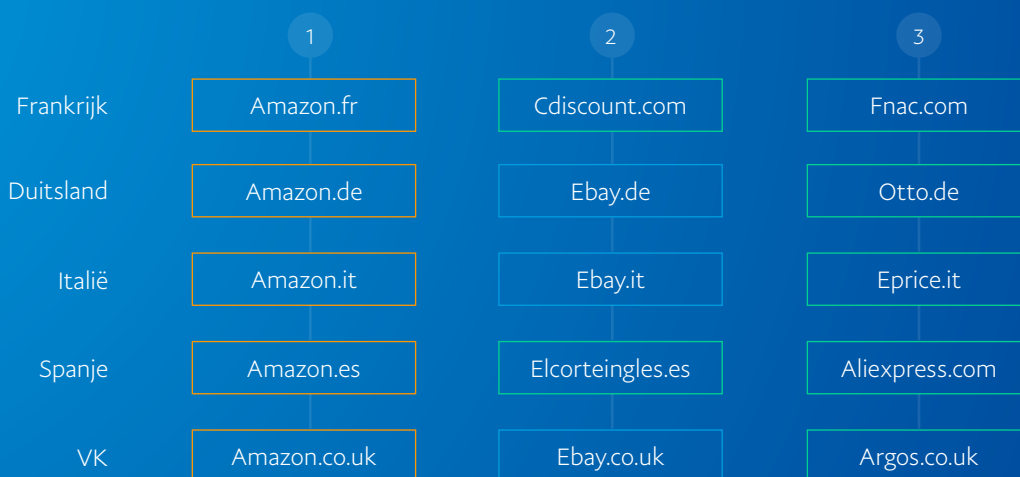 1 2 3
Frankrijk Amazon.fr Cdiscount.com Fnac.com
Duitsland Amazon.de Ebay.de Otto.de
Italië Amazon.it Ebay.it Eprice.it
Spanje Amazon.es Elcorteingles.es Aliexpress.com
VK Amazon.co.uk Ebay.co.uk Argos.co.uk